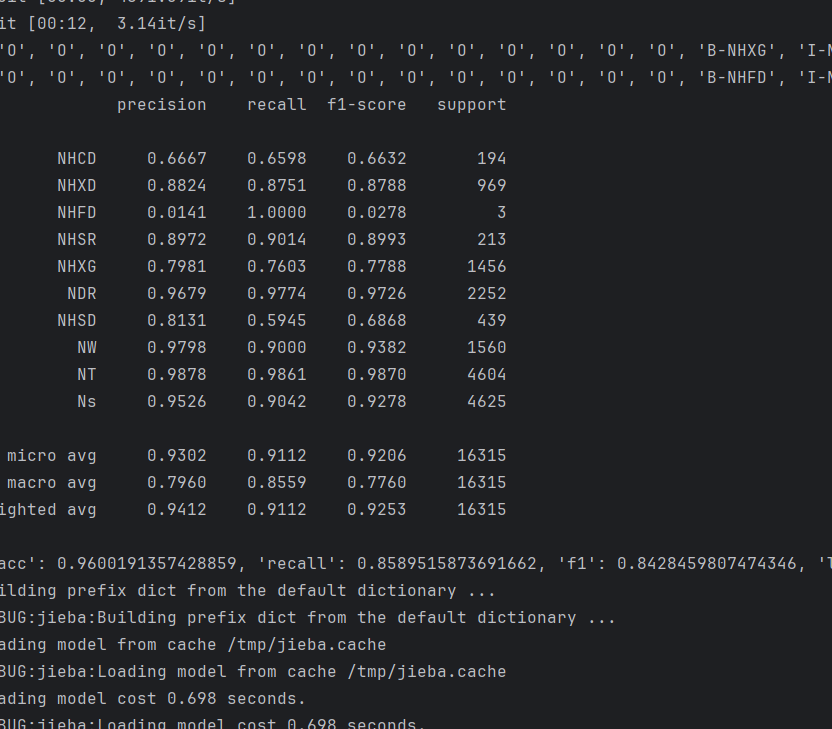 it [00:12, 3.14it/s]
'O', 'O', 'O', 'O', 'O', 'O', 'O', 'O', 'O', 'O', 'O', 'O', 'O', 'O', 'B-NHXG', 'I-N
'O', 'O', 'O', 'O', 'O', 'O', 'O', 'O', 'O', 'O', 'O', 'O', 'O', 'O', 'B-NHFD', 'I-N
precision recall f1-score support
NHCD 0.6667 0.6598 0.6632 194
NHXD 0.8824 0.8751 0.8788 969
NHFD 0.0141 1.0000 0.0278 3
NHSR 0.8972 0.9014 0.8993 213
NHXG 0.7981 0.7603 0.7788 1456
NDR 0.9679 0.9774 0.9726 2252
NHSD 0.8131 0.5945 0.6868 439
NW 0.9798 0.9000 0.9382 1560
NT 0.9878 0.9861 0.9870 4604
Ns 0.9526 0.9042 0.9278 4625
micro avg 0.9302 0.9112 0.9206 16315
macro avg 0.7960 0.8559 0.7760 16315
ighted avg 0.9412 0.9112 0.9253 16315
acc': 0.9600191357428859, 'recall': 0.8589515873691662, 'f1': 0.8428459807474346, 'l
ilding prefix dict from the default dictionary ...
BUG:jieba:Building prefix dict from the default dictionary ...
ading model from cache /tmp/jieba.cache
BUG:jieba:Loading model from cache /tmp/jieba.cache
ading model cost 0.698 seconds.
BUG:jieba:Loading model cost 0.698 seconds.